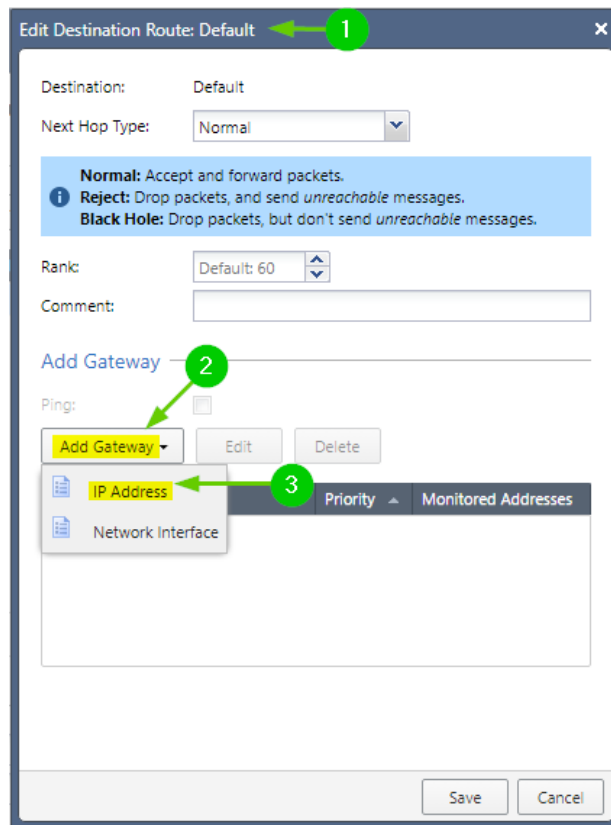 Edit Destination Route: Default 1 ×
Destination: Default
Next Hop Type: Normal
Normal: Accept and forward packets.
Reject: Drop packets, and send unreachable messages.
Black Hole: Drop packets, but don't send unreachable messages.
Rank: Default: 60
Comment:
Add Gateway 2
Ping:
Add Gateway Edit Delete
IP Address 3 Priority Monitored Addresses
Network Interface
Save Cancel